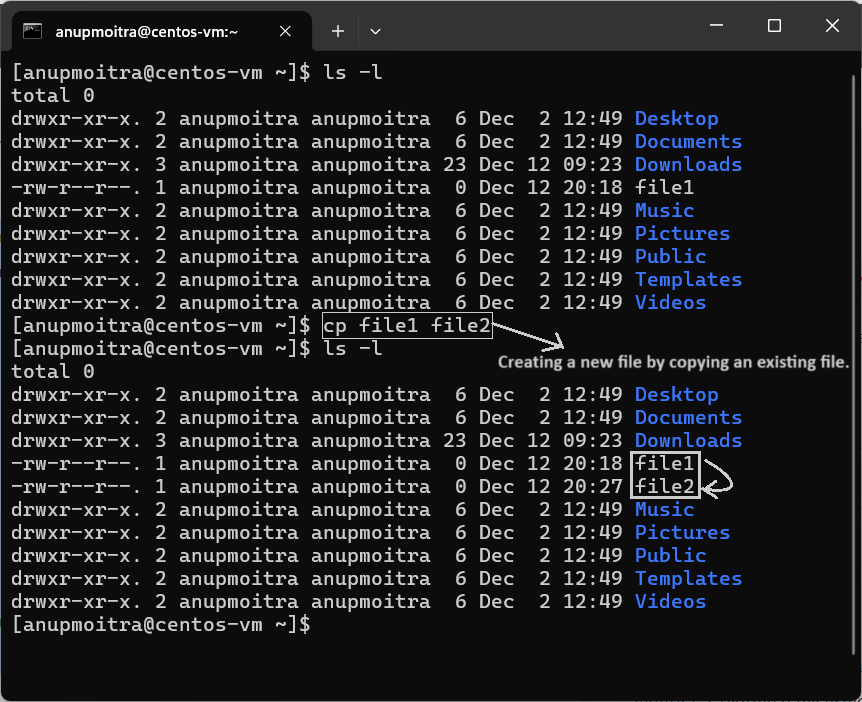 anupmoitra@centos-vm:~
[anupmoitra@centos-vm ~]$ ls -l
total 0
drwxr-xr-x. 2 anupmoitra anupmoitra  6 Dec  2 12:49 Desktop
drwxr-xr-x. 2 anupmoitra anupmoitra  6 Dec  2 12:49 Documents
drwxr-xr-x. 3 anupmoitra anupmoitra 23 Dec 12 09:23 Downloads
-rw-r--r--. 1 anupmoitra anupmoitra  0 Dec 12 20:18 file1
drwxr-xr-x. 2 anupmoitra anupmoitra  6 Dec  2 12:49 Music
drwxr-xr-x. 2 anupmoitra anupmoitra  6 Dec  2 12:49 Pictures
drwxr-xr-x. 2 anupmoitra anupmoitra  6 Dec  2 12:49 Public
drwxr-xr-x. 2 anupmoitra anupmoitra  6 Dec  2 12:49 Templates
drwxr-xr-x. 2 anupmoitra anupmoitra  6 Dec  2 12:49 Videos
[anupmoitra@centos-vm ~]$ cp file1 file2
[anupmoitra@centos-vm ~]$ ls -l
Creating a new file by copying an existing file.
total 0
drwxr-xr-x. 2 anupmoitra anupmoitra  6 Dec  2 12:49 Desktop
drwxr-xr-x. 2 anupmoitra anupmoitra  6 Dec  2 12:49 Documents
drwxr-xr-x. 3 anupmoitra anupmoitra 23 Dec 12 09:23 Downloads
-rw-r--r--. 1 anupmoitra anupmoitra  0 Dec 12 20:18 file1
-rw-r--r--. 1 anupmoitra anupmoitra  0 Dec 12 20:27 file2
drwxr-xr-x. 2 anupmoitra anupmoitra  6 Dec  2 12:49 Music
drwxr-xr-x. 2 anupmoitra anupmoitra  6 Dec  2 12:49 Pictures
drwxr-xr-x. 2 anupmoitra anupmoitra  6 Dec  2 12:49 Public
drwxr-xr-x. 2 anupmoitra anupmoitra  6 Dec  2 12:49 Templates
drwxr-xr-x. 2 anupmoitra anupmoitra  6 Dec  2 12:49 Videos
[anupmoitra@centos-vm ~]$